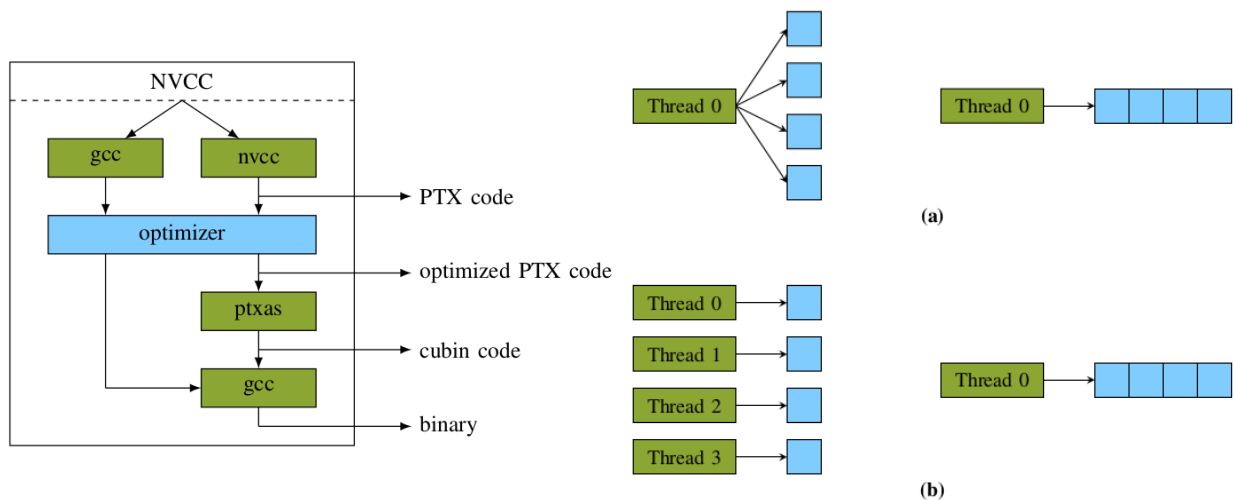 NVCC
gcc
nvcc
PTX code
optimizer
optimized PTX code
ptxas
cubin code
gcc
binary
Thread 0
Thread 0
(a)
Thread 0
Thread 1
Thread 2
Thread 3
Thread 0
(b)